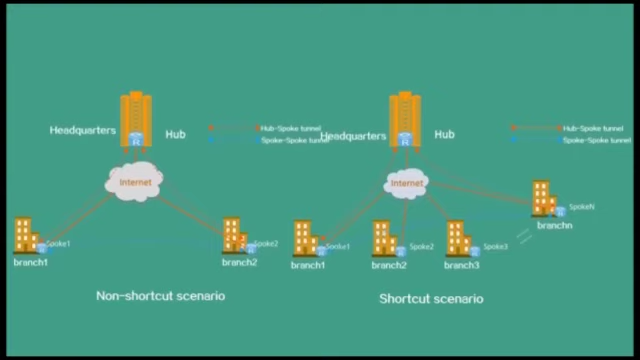 Headquarters
Hub
Hub-Spoke tunnel
Spoke-Spoke tunnel
R
Internet
Spoke1
branch1
R
Spoke2
branch2
R
Non-shortcut scenario
Headquarters
Hub
Hub-Spoke tunnel
Spoke-Spoke tunnel
R
Internet
SpokeN
branchn
R
Spoke1
branch1
R
Spoke2
branch2
R
Spoke3
branch3
R
Shortcut scenario